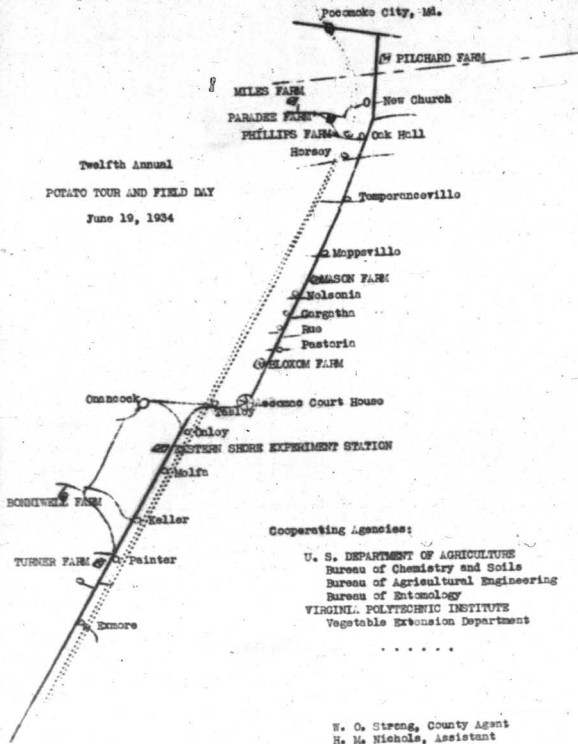 Pocomoke City, Md.
PILCHARD FARM
MILES FARM
New Church
PARADEE FARM
PHILLIPS FARM
Oak Hall
Horsey
Twelfth Annual
POTATO TOUR AND FIELD DAY
June 19, 1934
Temperanceville
Mappsville
MASON FARM
Nelsonia
Gargatha
Rue
Pastoria
BLOXOM FARM
Onancock
Accomac Court House
Tasley
Onley
EASTERN SHORE EXPERIMENT STATION
Melfa
BONNIWELL FARM
Keller
Cooperating Agencies:
TURNER FARM
Painter
U. S. DEPARTMENT OF AGRICULTURE
Bureau of Chemistry and Soils
Bureau of Agricultural Engineering
Bureau of Entomology
VIRGINIA POLYTECHNIC INSTITUTE
Vegetable Extension Department
Exmore
. . . . . .
W. O. Strong, County Agent
H. M. Nichols, Assistant